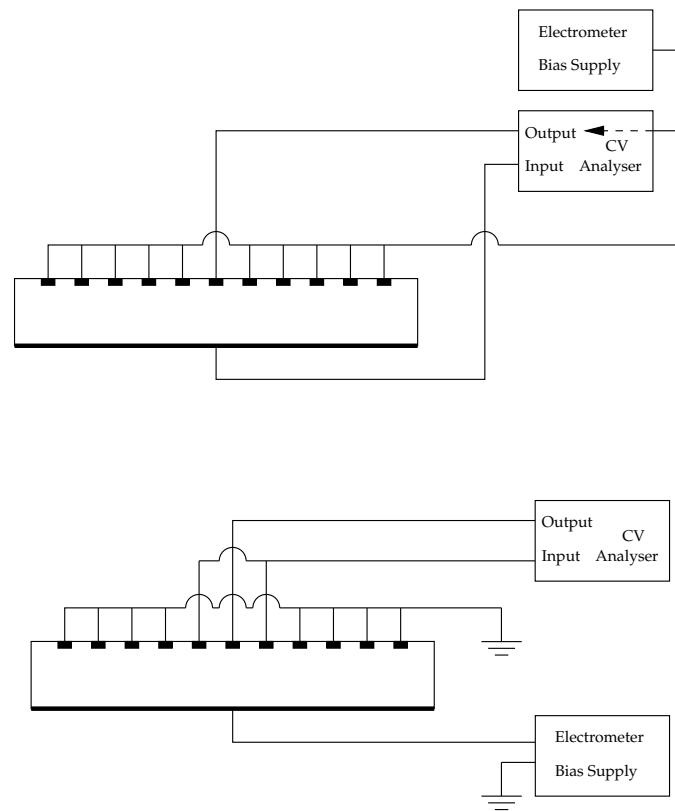 Electrometer
Bias Supply
Output
CV
Input Analyser
Output
CV
Input Analyser
Electrometer
Bias Supply